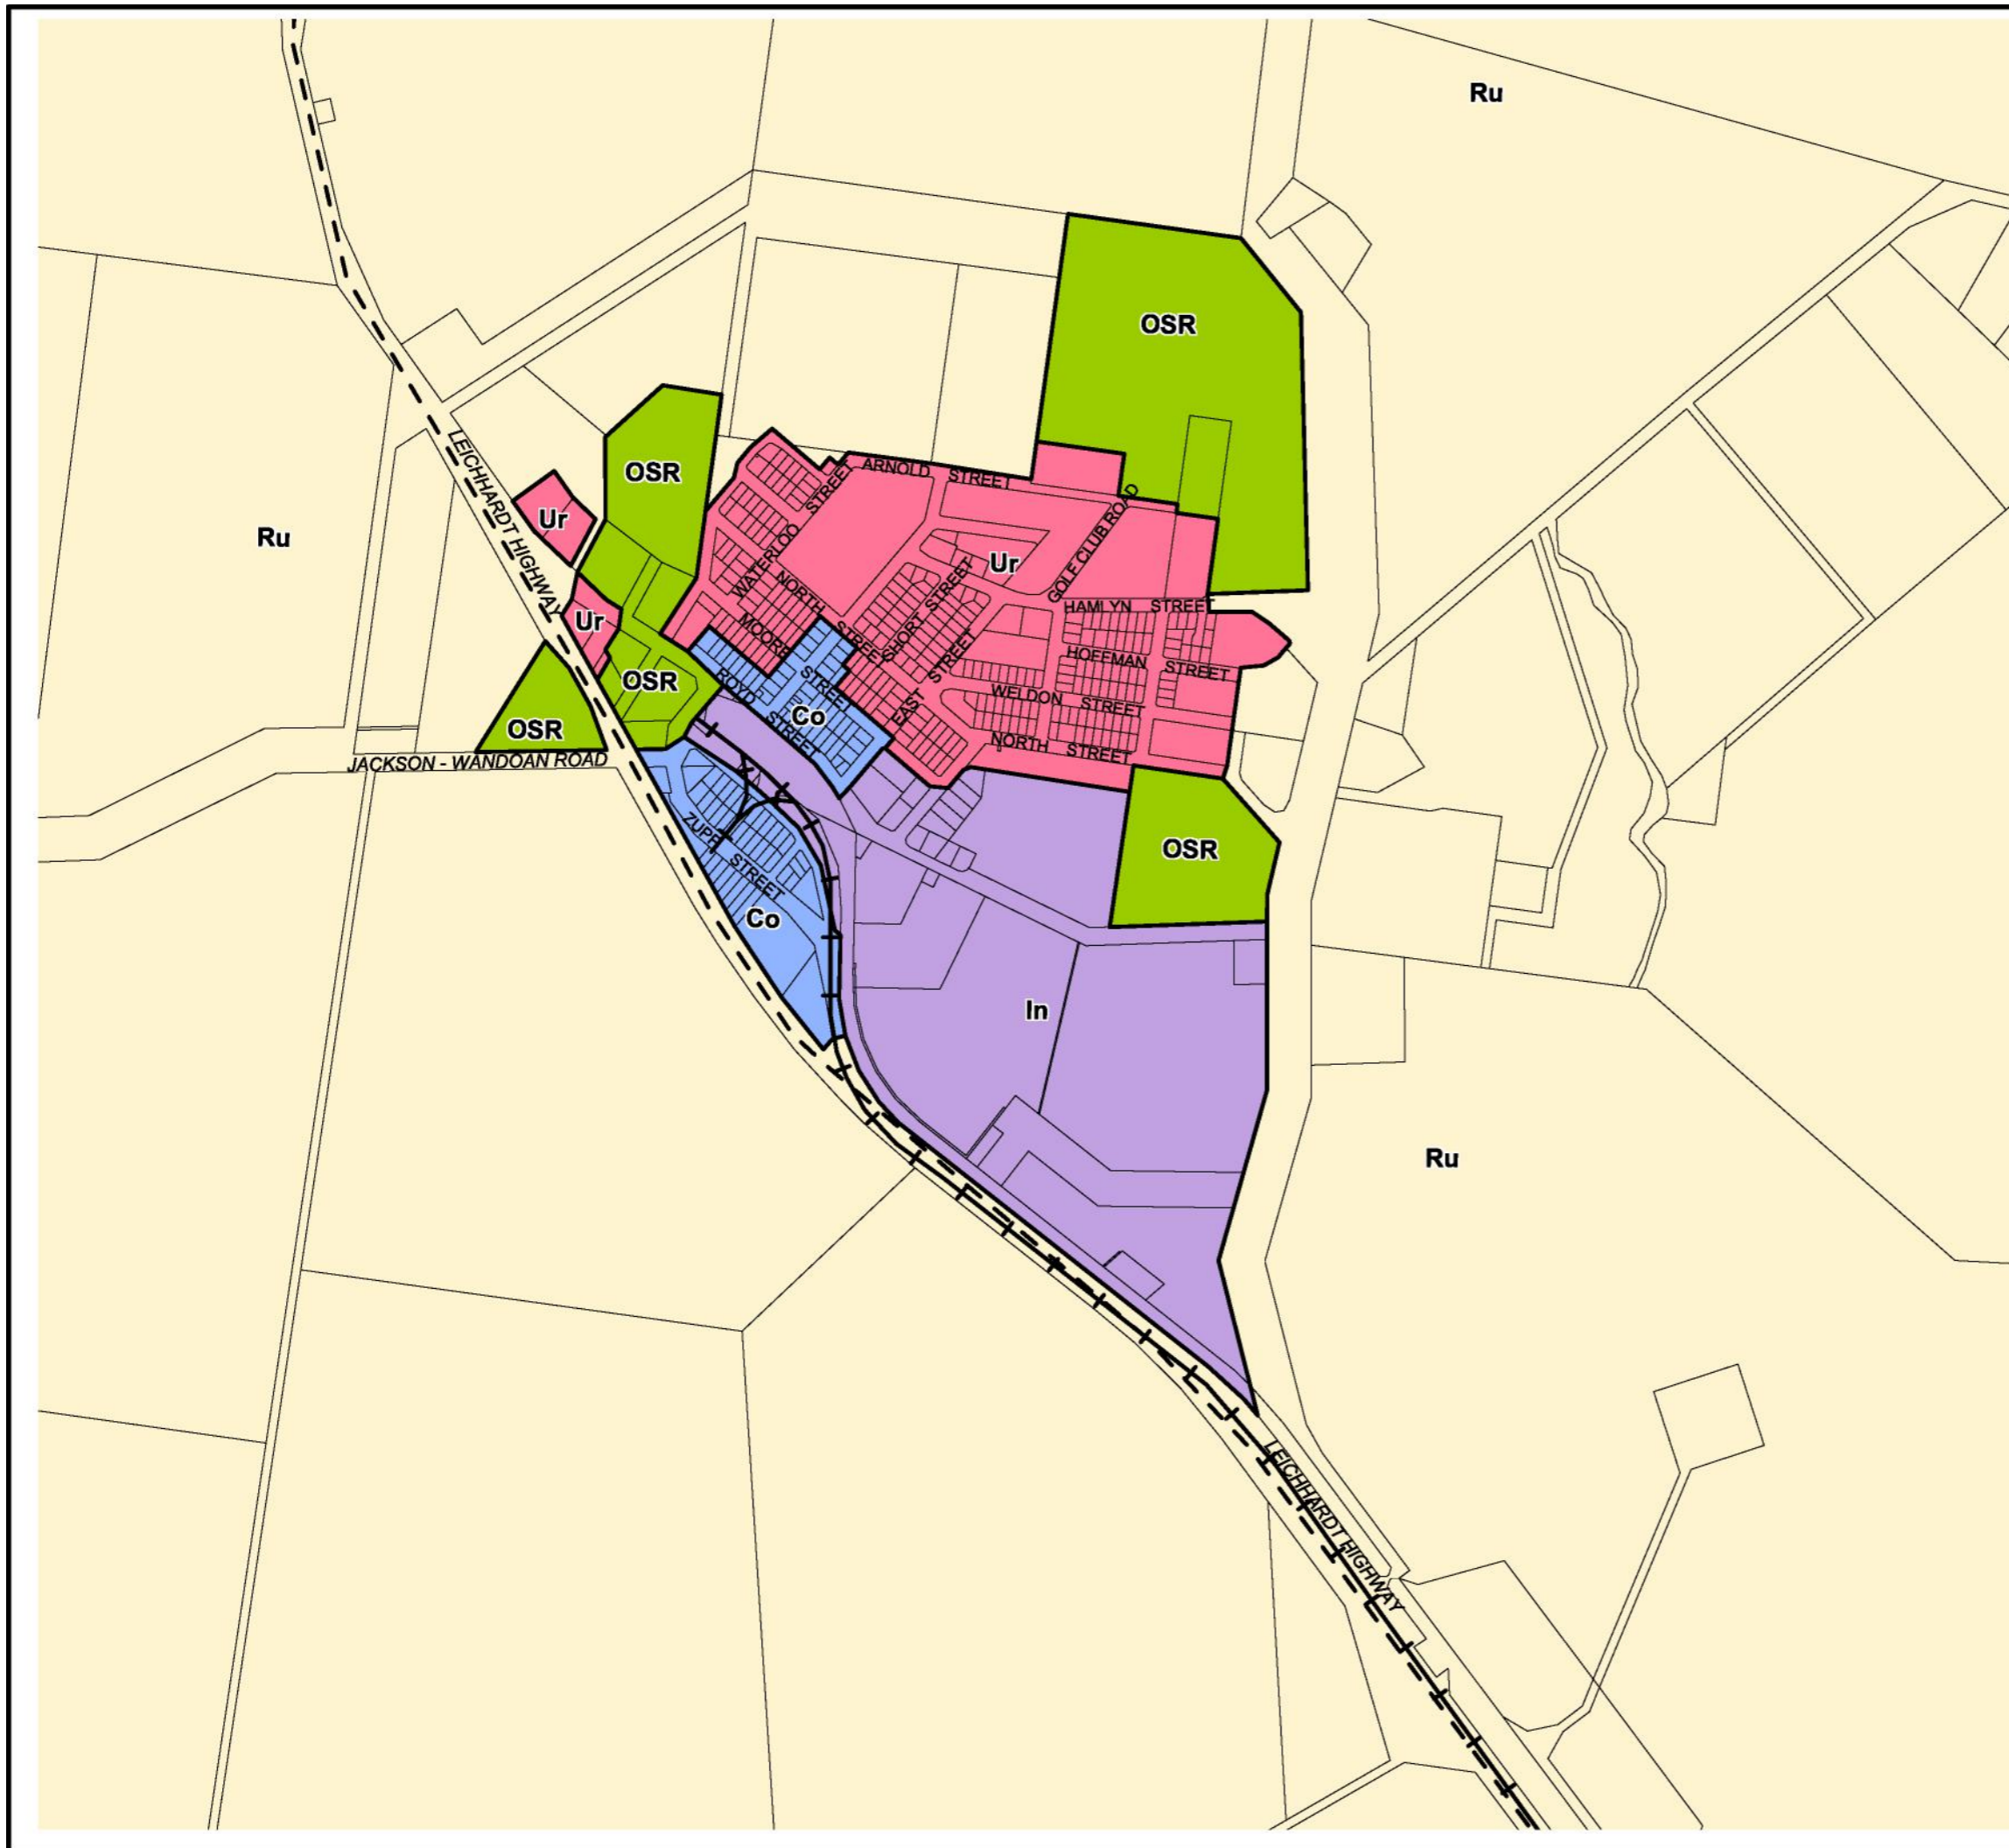 Ru
OSR
LEICHHARDT HIGHWAY
ARNOLD STREET
OSR
WATERLOO STREET
GOLF CLUB ROAD
Ur
Ru
Ur
NORTH STREET
SHORT STREET
HAMLYN STREET
Ur
MOORE STREET
EAST STREET
HOFFMAN STREET
OSR
ROYD STREET
WELDON STREET
Co
OSR
NORTH STREET
JACKSON - WANDOAN ROAD
ZUPP STREET
OSR
Co
In
Ru
LEICHHARDT HIGHWAY